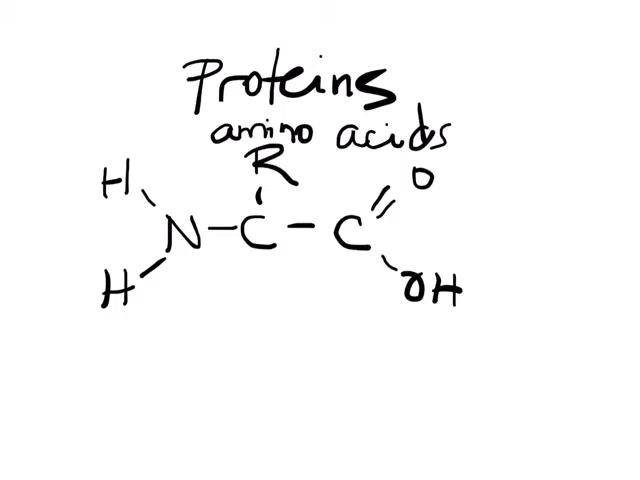 Proteins
amino acids
R
H O
N - C - C
H OH